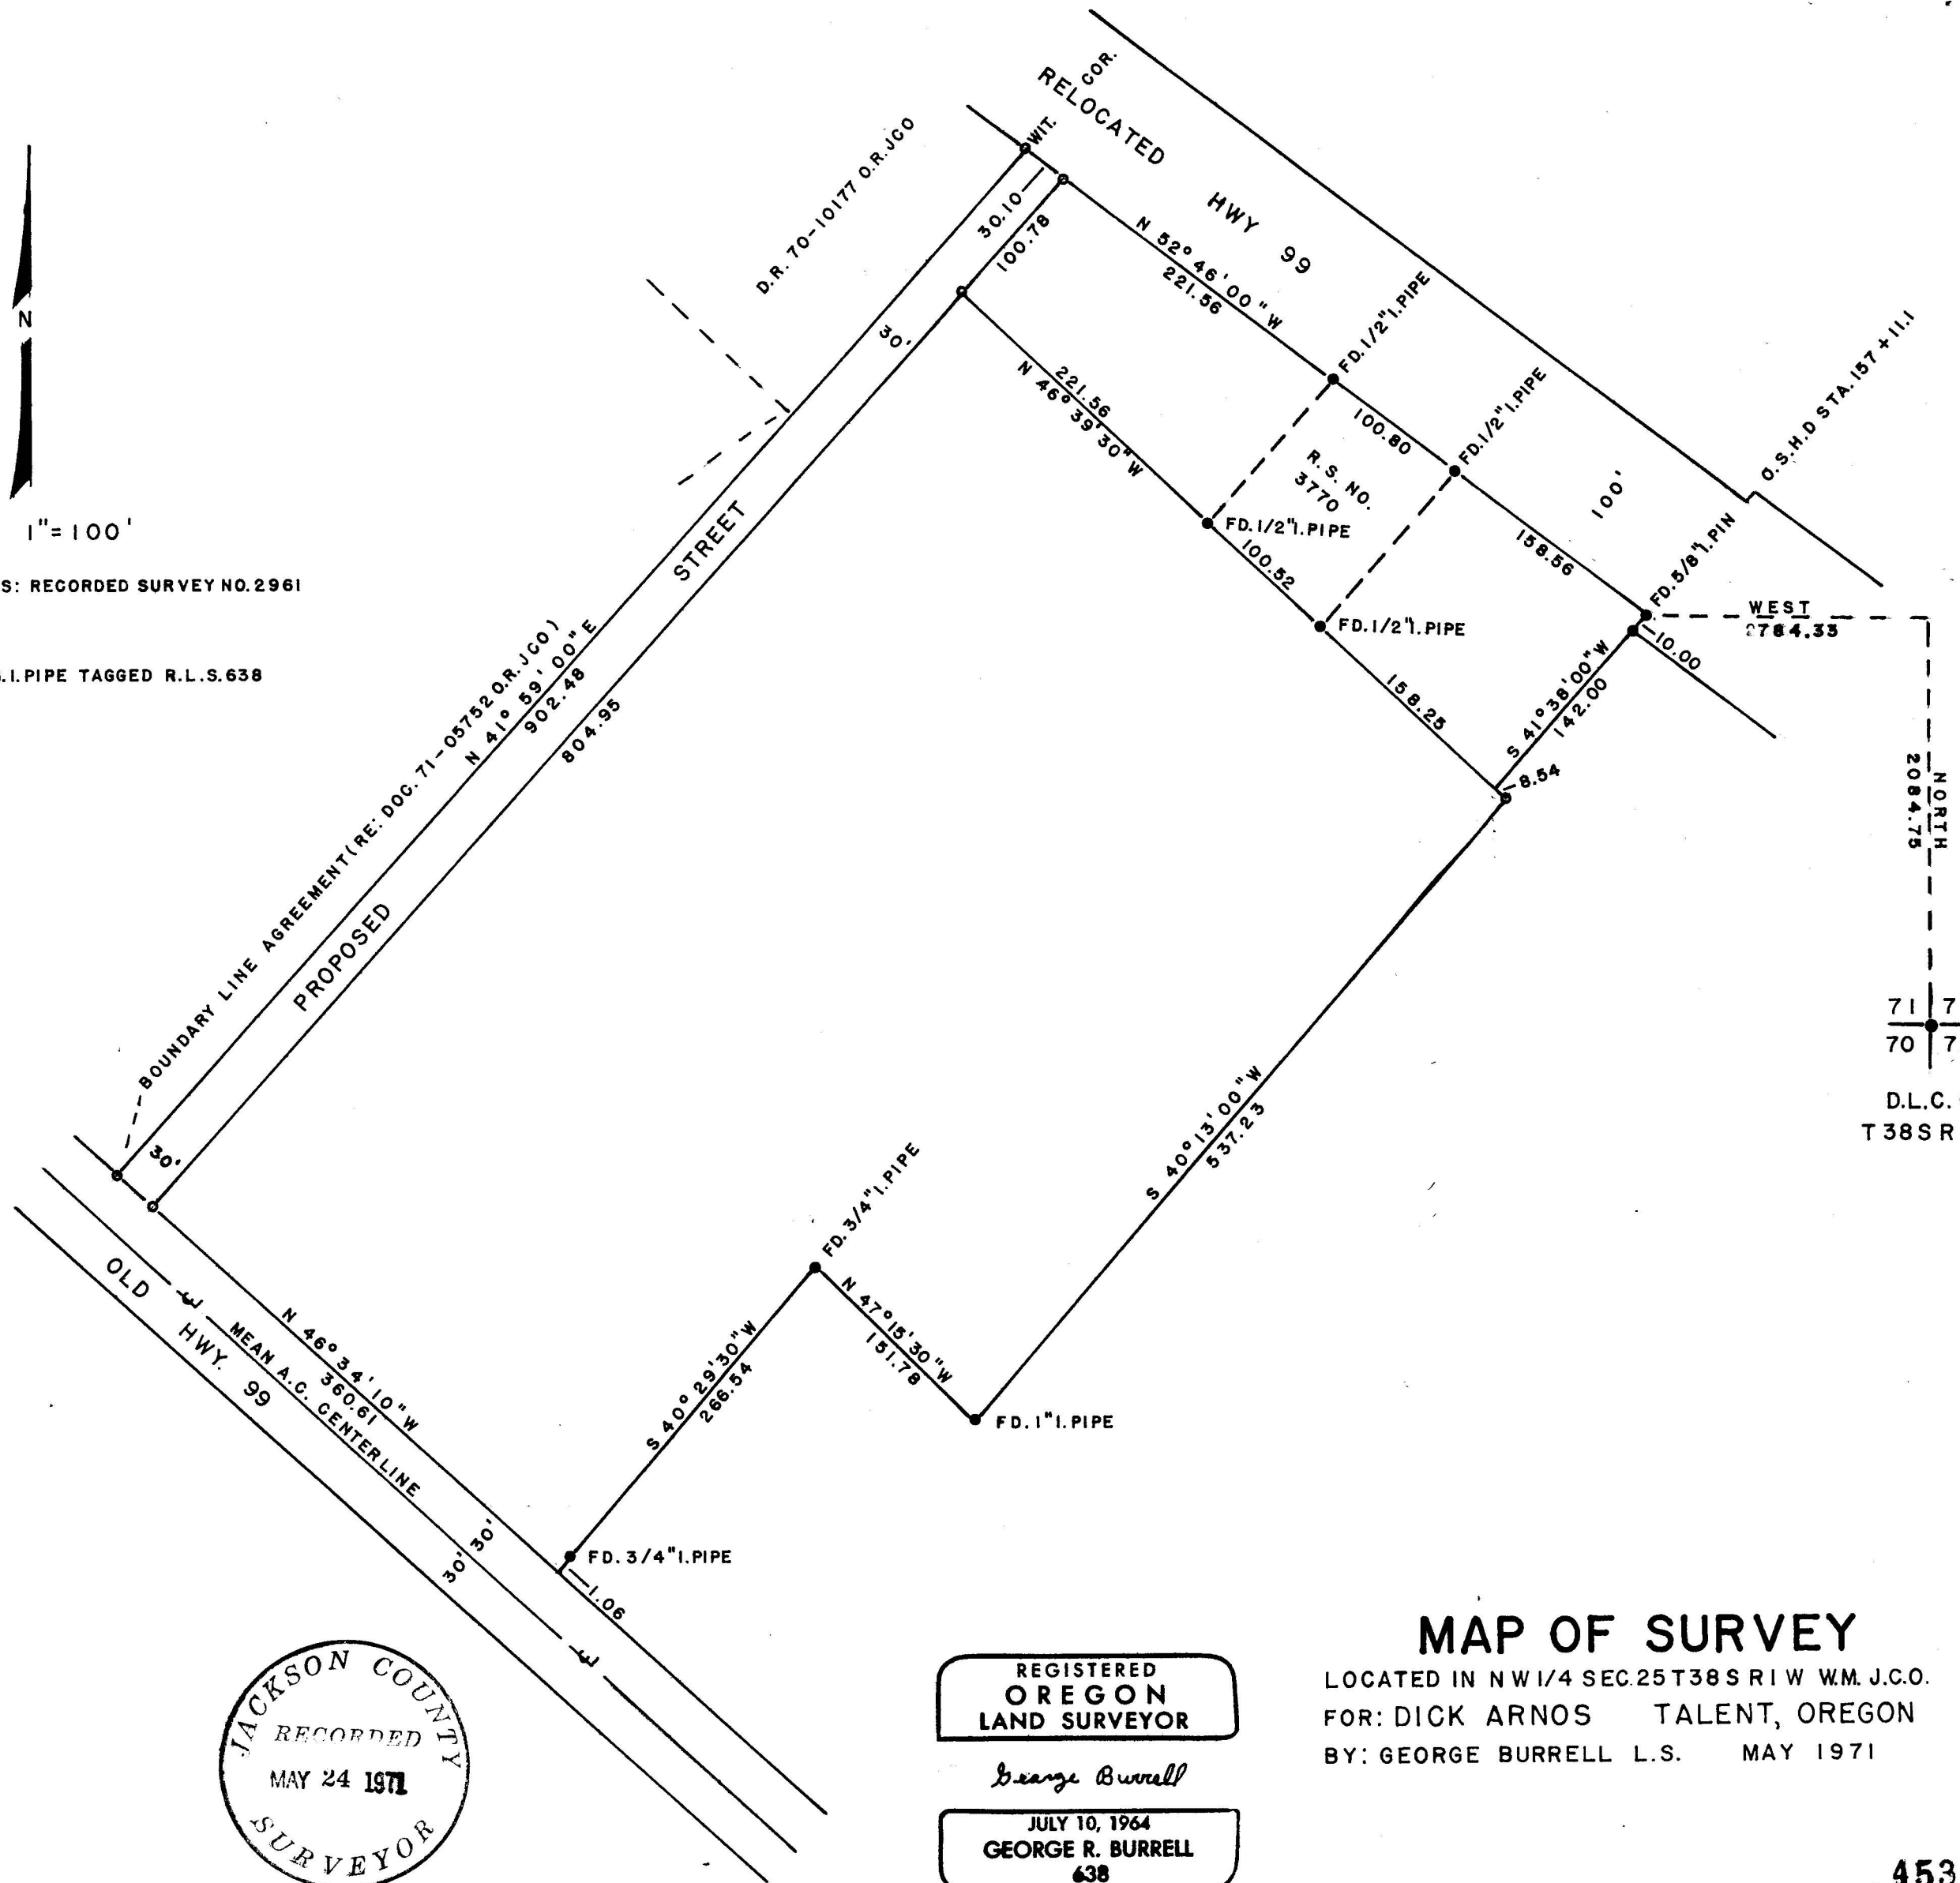 COR.
RELOCATED
HWY 99
WIT.
D.R. 70-10177 O.R.JCO
30.10
100.78
N 52° 46' 00" W
221.56
FD.1/2"I.PIPE
N
30'
221.56
N 46° 39' 30" W
100.80
FD.1/2"I.PIPE
O.S.H.D STA.157 + 11.1
R.S. NO.
3770
100'
1"= 100'
STREET
FD.1/2"I.PIPE
100.52
158.56
FD.5/8"I.PIN
S: RECORDED SURVEY NO.2961
WEST
2784.33
FD.1/2"I.PIPE
10.00
.I.PIPE TAGGED R.L.S.638
BOUNDARY LINE AGREEMENT(RE: DOC. 71-05752 O.R.JCO)
N 41° 59' 00" E
902.48
804.95
158.25
S 41° 38' 00" W
142.00
8.54
NORTH
2084.75
PROPOSED
71 7
70 7
D.L.C.
T 38 S R
S 40° 13' 00" W
537.23
30'
FD. 3/4"I.PIPE
N 47° 15' 30" W
151.78
OLD
HWY. 99
N 46° 34' 10" W
360.61
MEAN A.C. CENTERLINE
S 40° 29' 30" W
266.54
FD.1"I.PIPE
30' 30'
FD. 3/4"I.PIPE
1.06
JACKSON COUNTY
RECORDED
MAY 24 1971
SURVEYOR
REGISTERED
OREGON
LAND SURVEYOR
George Burrell
JULY 10, 1964
GEORGE R. BURRELL
638
MAP OF SURVEY
LOCATED IN N W 1/4 SEC.25 T38 S R 1 W W.M. J.C.O.
FOR: DICK ARNOS TALENT, OREGON
BY: GEORGE BURRELL L.S. MAY 1971
453